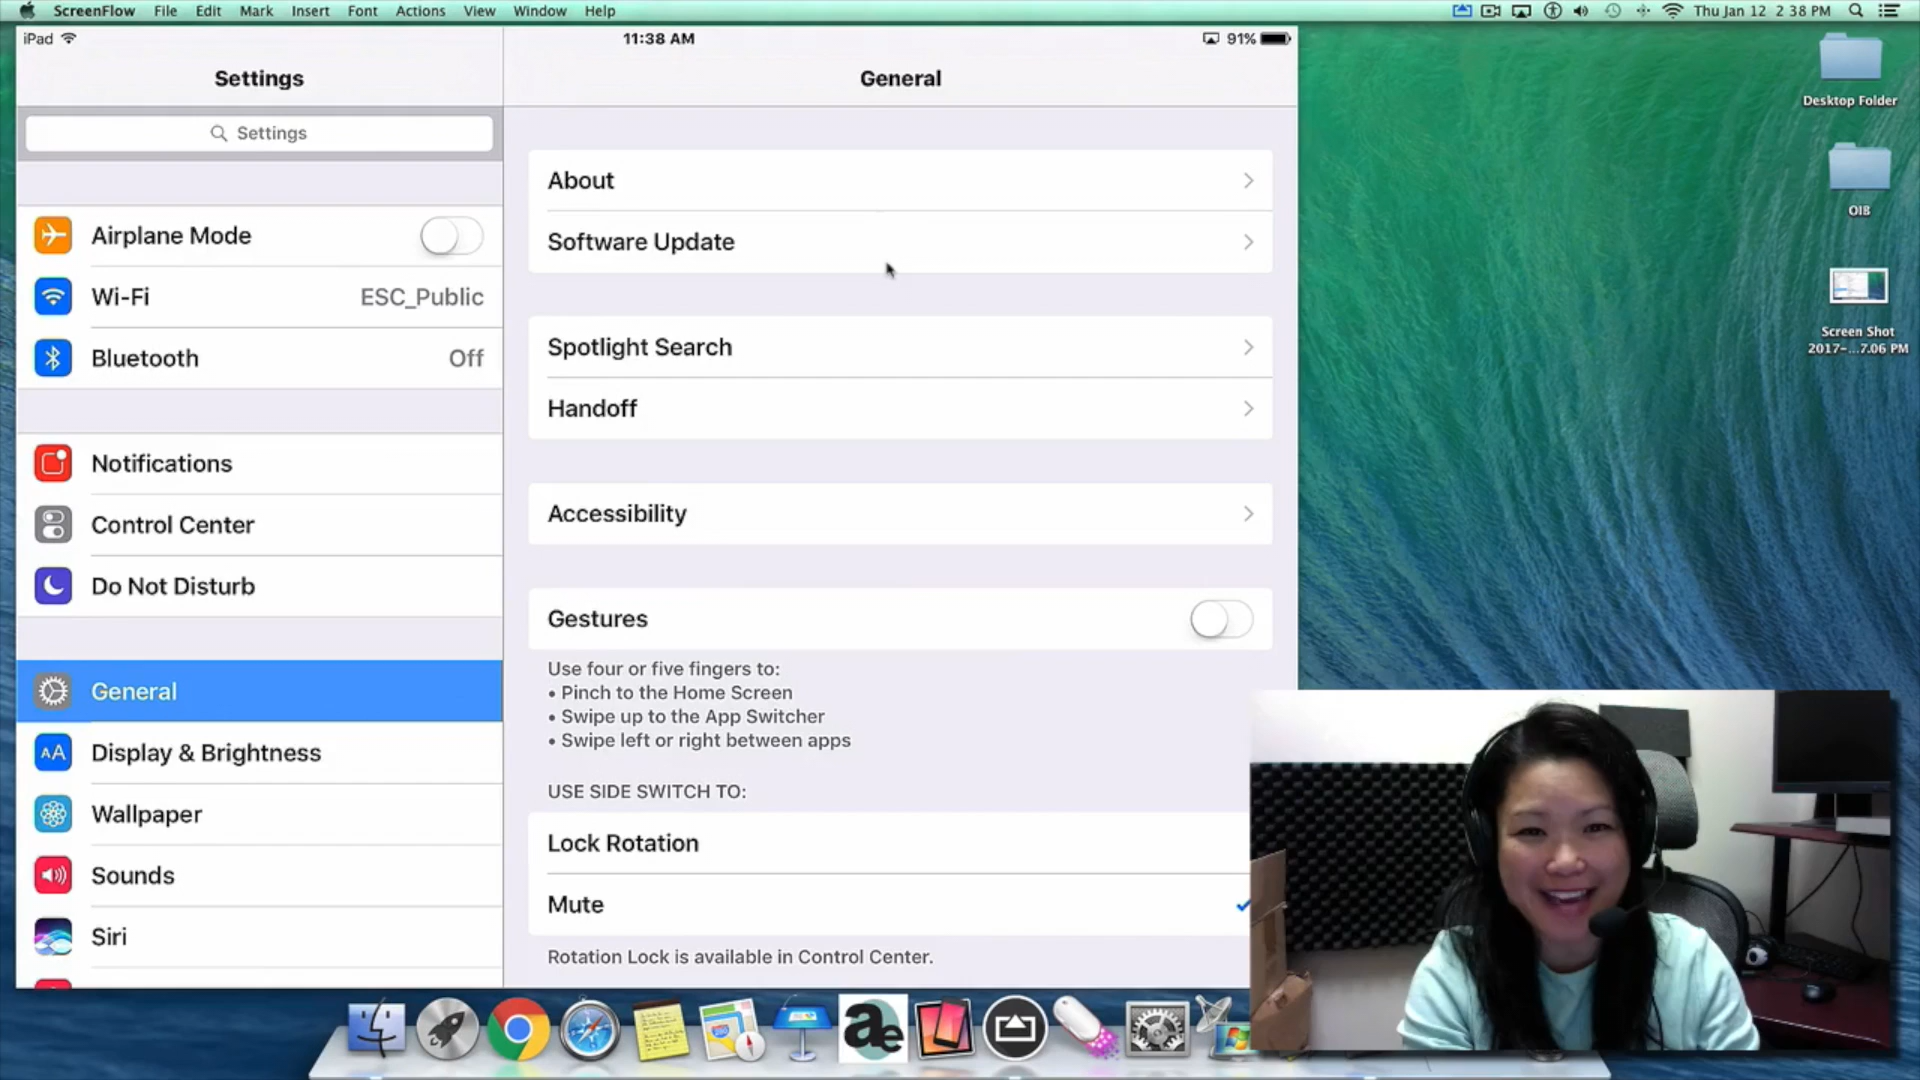 ScreenFlow File Edit Mark Insert Font Actions View Window Help
Thu Jan 12 2 38 PM
iPad
11:38 AM
91%
Settings
General
Settings
Airplane Mode
Wi-Fi ESC_Public
Bluetooth Off
Notifications
Control Center
Do Not Disturb
General
Display & Brightness
Wallpaper
Sounds
Siri
About
Software Update
Spotlight Search
Handoff
Accessibility
Gestures
Use four or five fingers to:
• Pinch to the Home Screen
• Swipe up to the App Switcher
• Swipe left or right between apps
USE SIDE SWITCH TO:
Lock Rotation
Mute
Rotation Lock is available in Control Center.
Desktop Folder
OIB
Screen Shot
2017-...7.06 PM
AA
ae